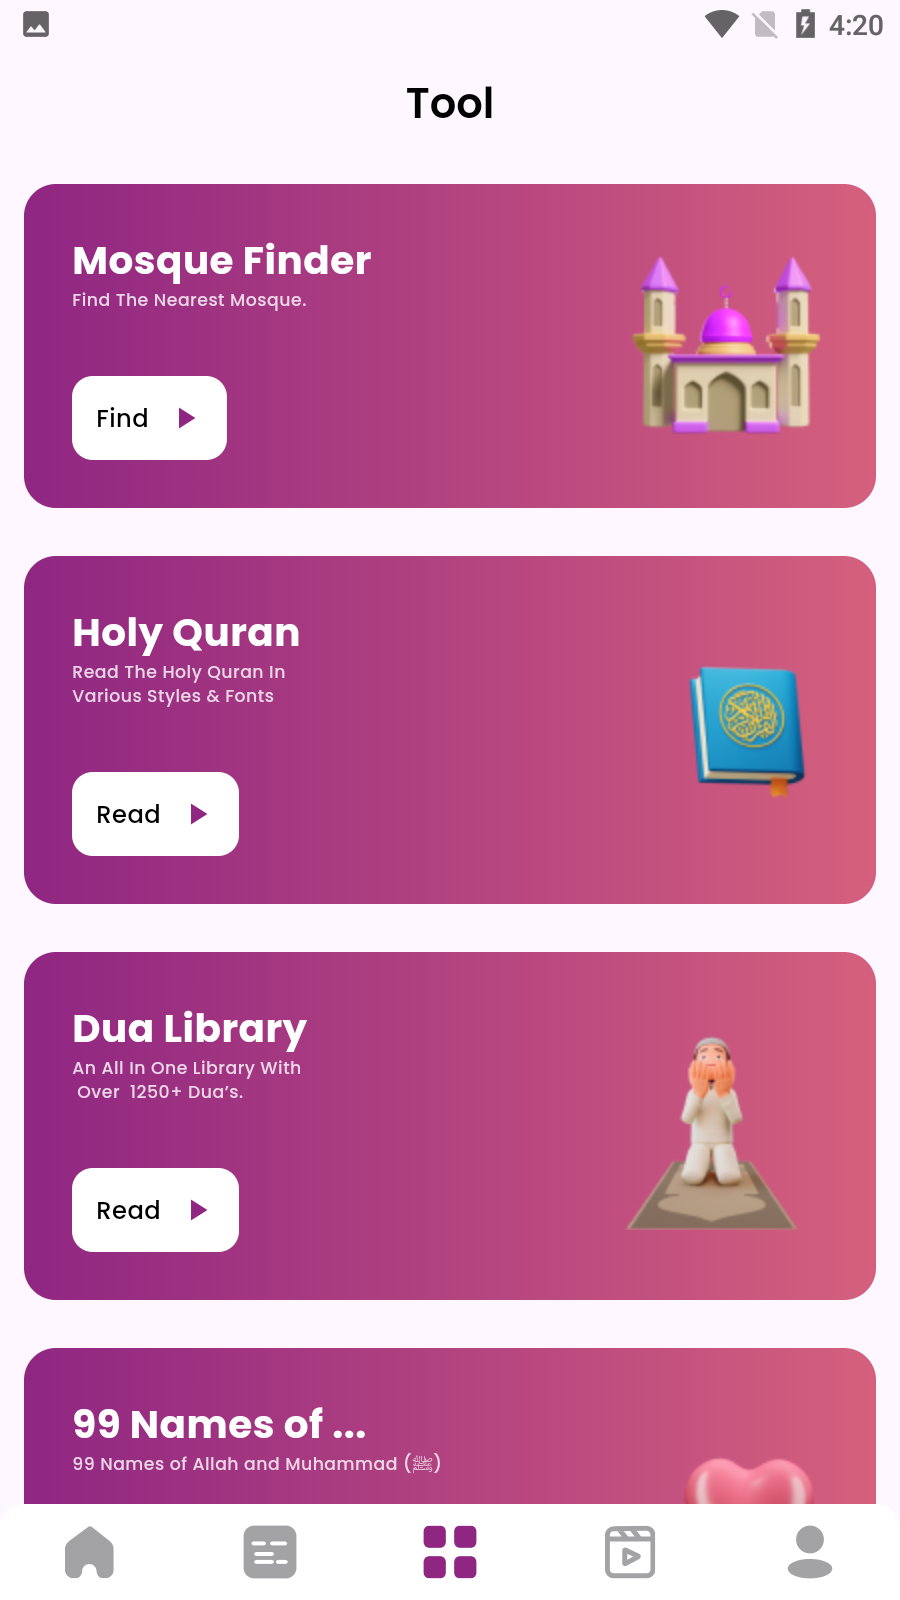 4:20
Tool
Mosque Finder
Find The Nearest Mosque.
Find
Holy Quran
Read The Holy Quran In
Various Styles & Fonts
Read
Dua Library
An All In One Library With
Over 1250+ Dua's.
Read
99 Names of ...
99 Names of Allah and Muhammad (ﷺ)